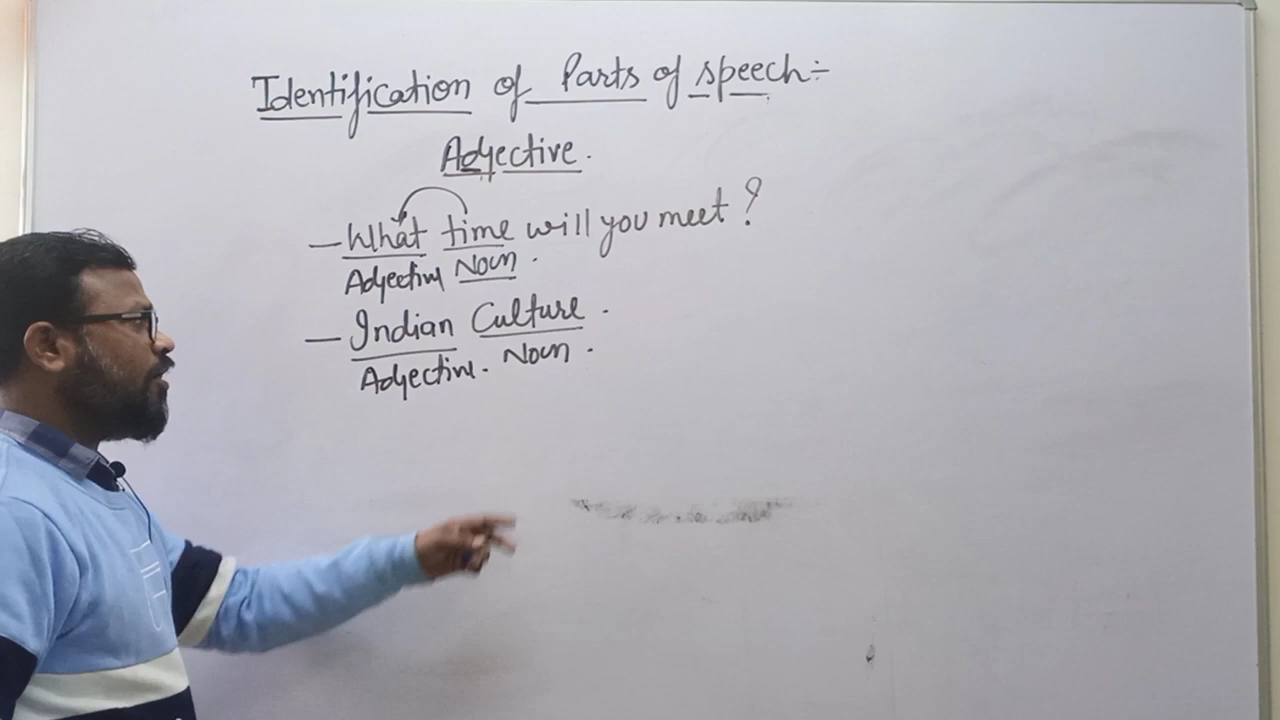 Identification of Parts of speech:-
Adjective.
- What time will you meet?
Adjective Noun.
- Indian Culture.
Adjective. Noun.